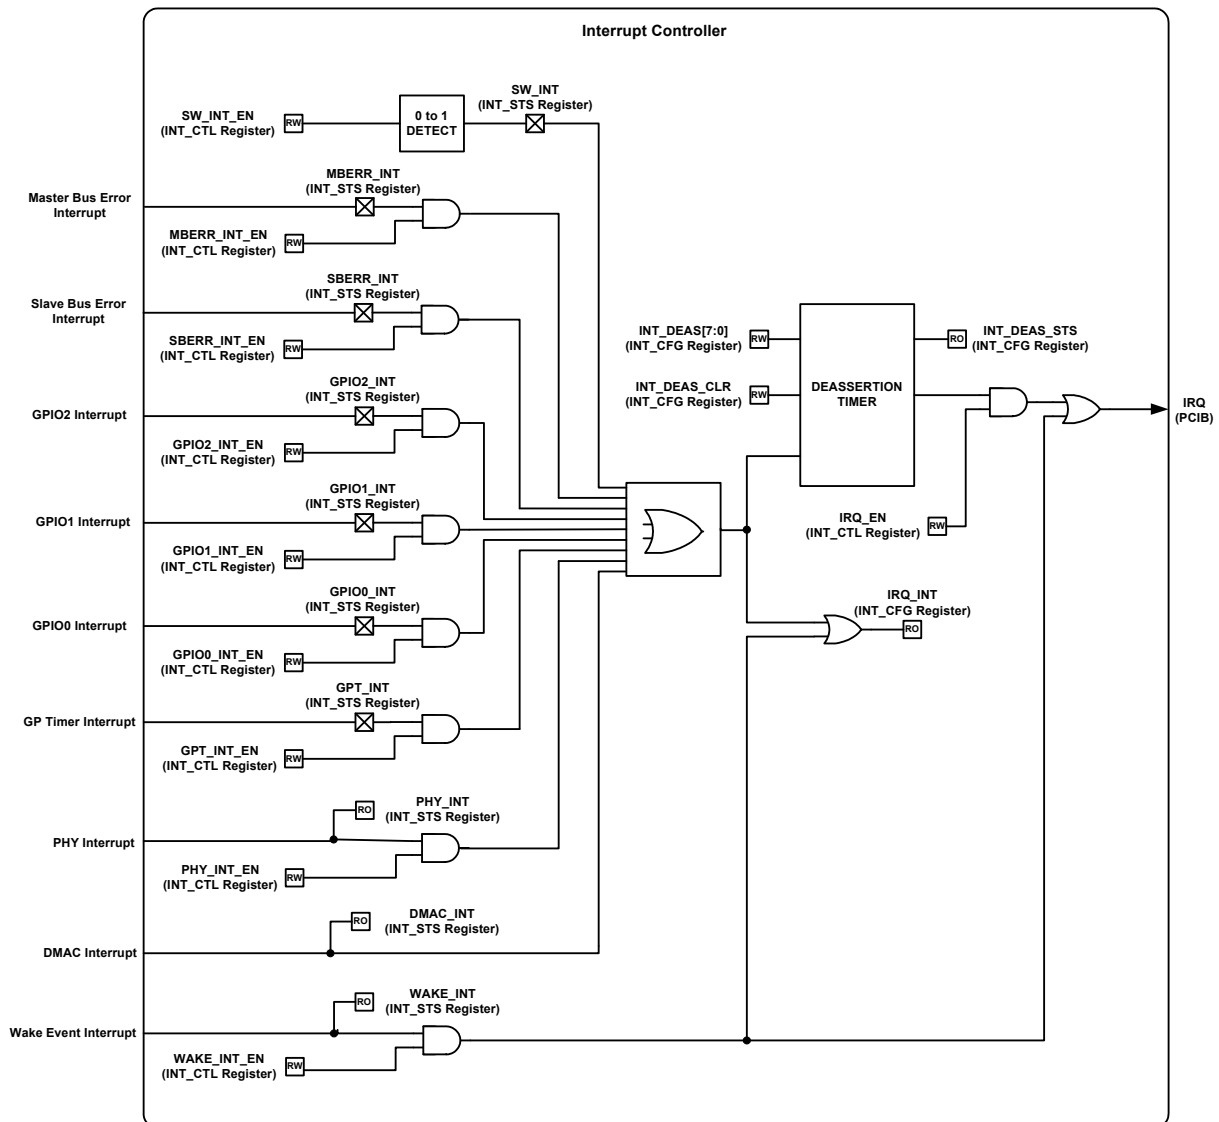 Interrupt Controller
SW_INT
(INT_STS Register)
SW_INT_EN
(INT_CTL Register)
RW
0 to 1
DETECT
MBERR_INT
(INT_STS Register)
Master Bus Error
Interrupt
MBERR_INT_EN
(INT_CTL Register)
RW
SBERR_INT
(INT_STS Register)
Slave Bus Error
Interrupt
SBERR_INT_EN
(INT_CTL Register)
RW
INT_DEAS[7:0]
(INT_CFG Register)
RW
INT_DEAS_CLR
(INT_CFG Register)
RW
DEASSERTION
TIMER
RO
INT_DEAS_STS
(INT_CFG Register)
IRQ
(PCIB)
GPIO2_INT
(INT_STS Register)
GPIO2 Interrupt
GPIO2_INT_EN
(INT_CTL Register)
RW
GPIO1_INT
(INT_STS Register)
GPIO1 Interrupt
GPIO1_INT_EN
(INT_CTL Register)
RW
IRQ_EN
(INT_CTL Register)
RW
GPIO0_INT
(INT_STS Register)
GPIO0 Interrupt
GPIO0_INT_EN
(INT_CTL Register)
RW
IRQ_INT
(INT_CFG Register)
RO
GPT_INT
(INT_STS Register)
GP Timer Interrupt
GPT_INT_EN
(INT_CTL Register)
RW
RO
PHY_INT
(INT_STS Register)
PHY Interrupt
PHY_INT_EN
(INT_CTL Register)
RW
RO
DMAC_INT
(INT_STS Register)
DMAC Interrupt
RO
WAKE_INT
(INT_STS Register)
Wake Event Interrupt
WAKE_INT_EN
(INT_CTL Register)
RW